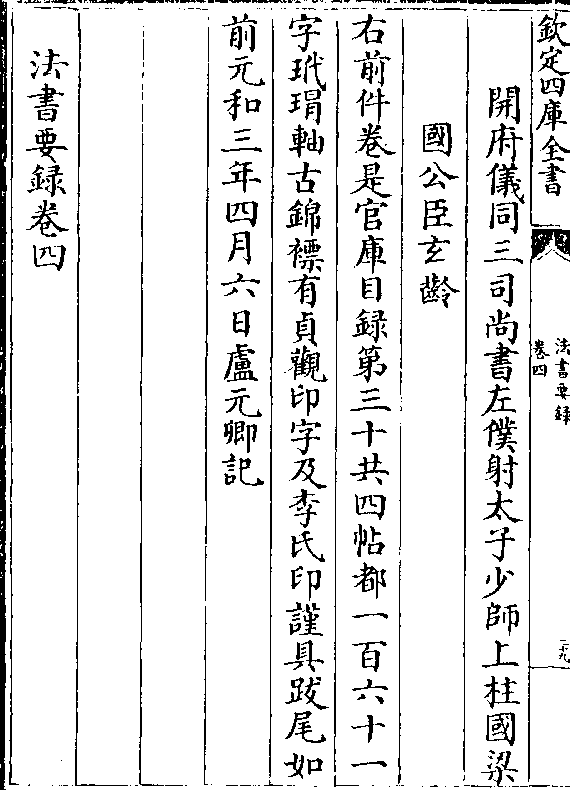 欽定四庫全書
法書要録
卷四
二十九
開府儀同三司尚書左僕射太子少師上柱國梁
國公臣玄齡
右前件卷是官庫目録第三十共四帖都一百六十一
字玳瑁軸古錦褾有貞觀印字及李氏印謹具跋尾如
前元和三年四月六日盧元卿記
法書要録卷四